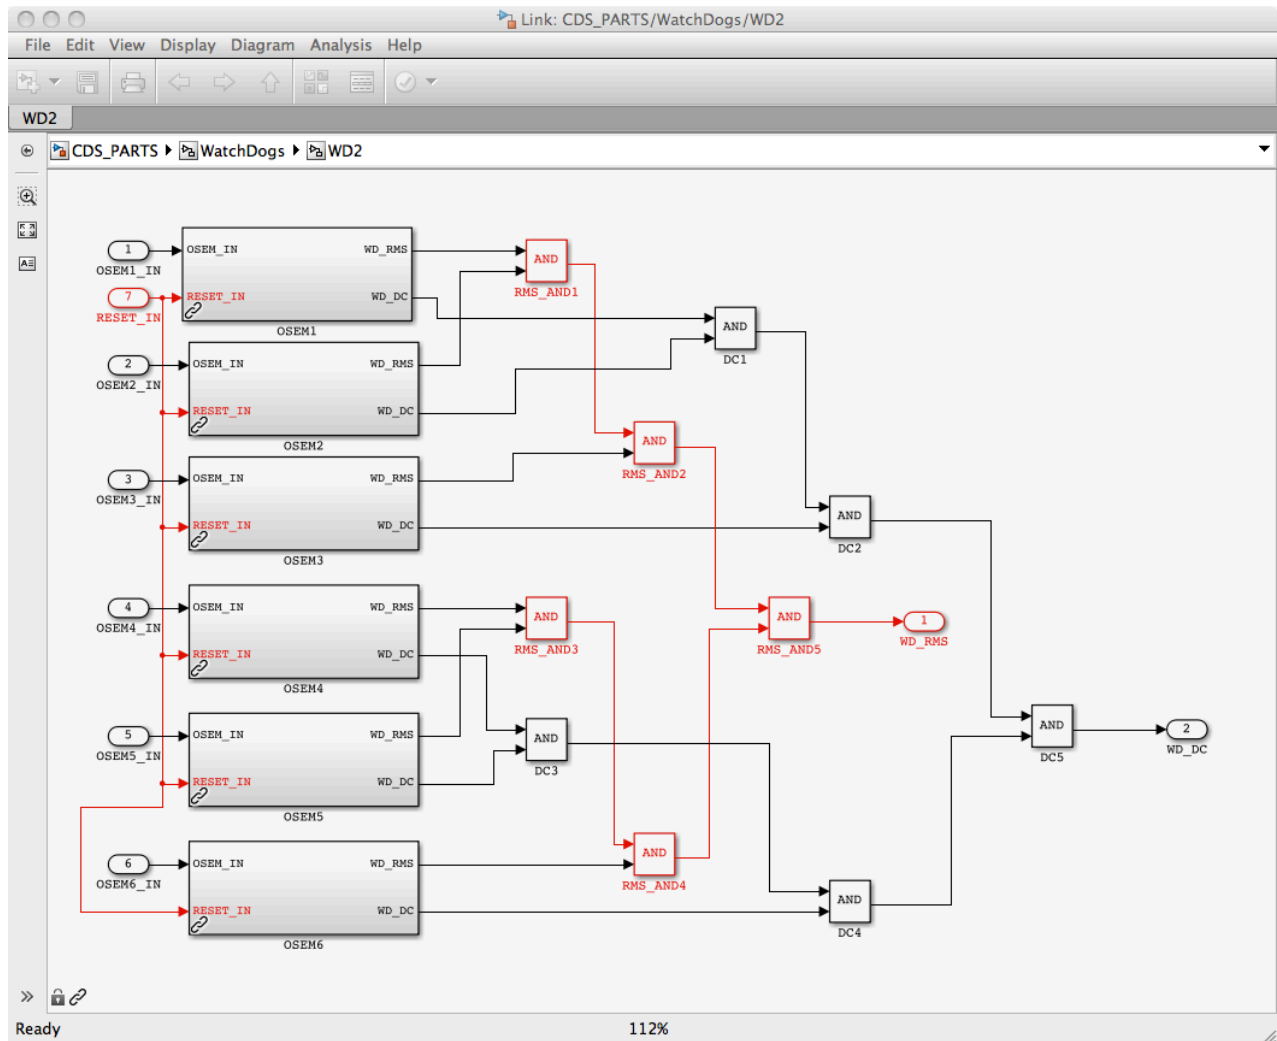 Link: CDS_PARTS/WatchDogs/WD2
File Edit View Display Diagram Analysis Help
WD2
CDS_PARTS WatchDogs WD2
1
OSEM1_IN
7
RESET_IN
OSEM_IN WD_RMS
RESET_IN WD_DC
OSEM1
AND
RMS_AND1
AND
DC1
2
OSEM2_IN
OSEM_IN WD_RMS
RESET_IN WD_DC
OSEM2
AND
RMS_AND2
3
OSEM3_IN
OSEM_IN WD_RMS
RESET_IN WD_DC
OSEM3
AND
DC2
4
OSEM4_IN
OSEM_IN WD_RMS
RESET_IN WD_DC
OSEM4
AND
RMS_AND3
AND
RMS_AND5
1
WD_RMS
5
OSEM5_IN
OSEM_IN WD_RMS
RESET_IN WD_DC
OSEM5
AND
DC3
AND
DC5
2
WD_DC
6
OSEM6_IN
OSEM_IN WD_RMS
RESET_IN WD_DC
OSEM6
AND
RMS_AND4
AND
DC4
Ready 112%